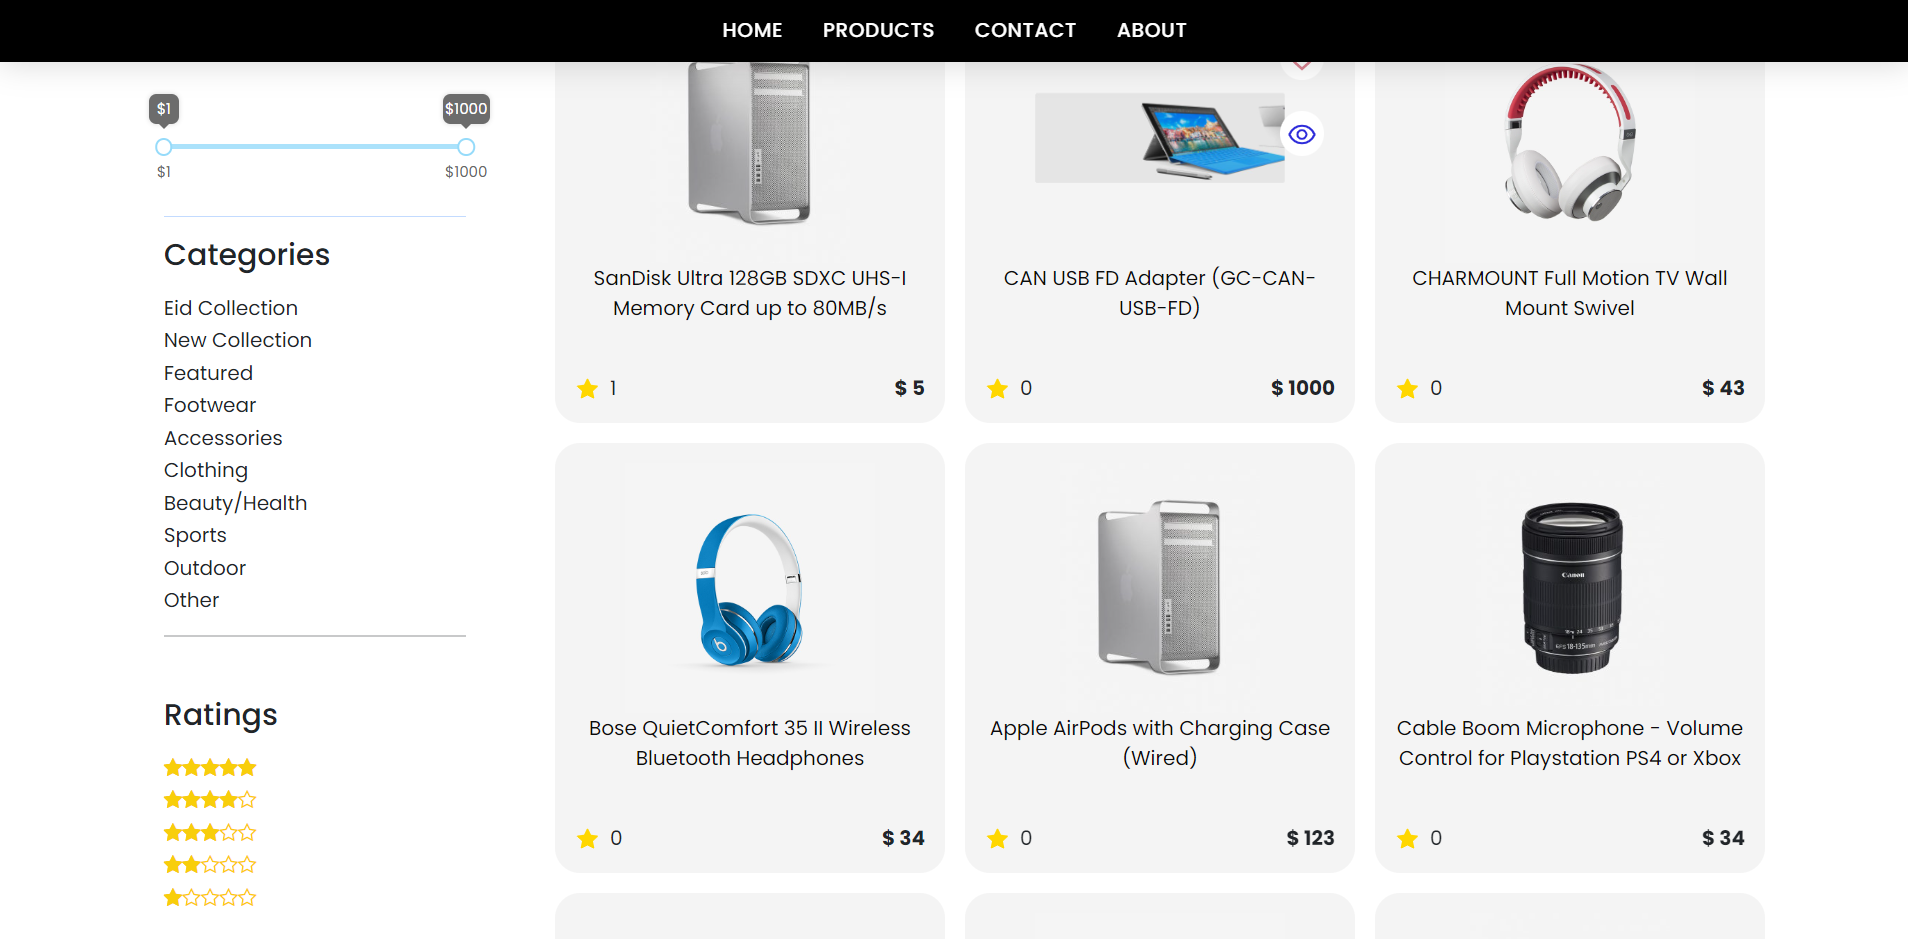 HOME PRODUCTS CONTACT ABOUT
$1 $1000
$1 $1000
Categories
Eid Collection
New Collection
Featured
Footwear
Accessories
Clothing
Beauty/Health
Sports
Outdoor
Other
Ratings
SanDisk Ultra 128GB SDXC UHS-I
Memory Card up to 80MB/s
1 $ 5
CAN USB FD Adapter (GC-CAN-
USB-FD)
0 $ 1000
CHARMOUNT Full Motion TV Wall
Mount Swivel
0 $ 43
Bose QuietComfort 35 II Wireless
Bluetooth Headphones
0 $ 34
Apple AirPods with Charging Case
(Wired)
0 $ 123
Canon
EFS 18-135mm
Cable Boom Microphone - Volume
Control for Playstation PS4 or Xbox
0 $ 34